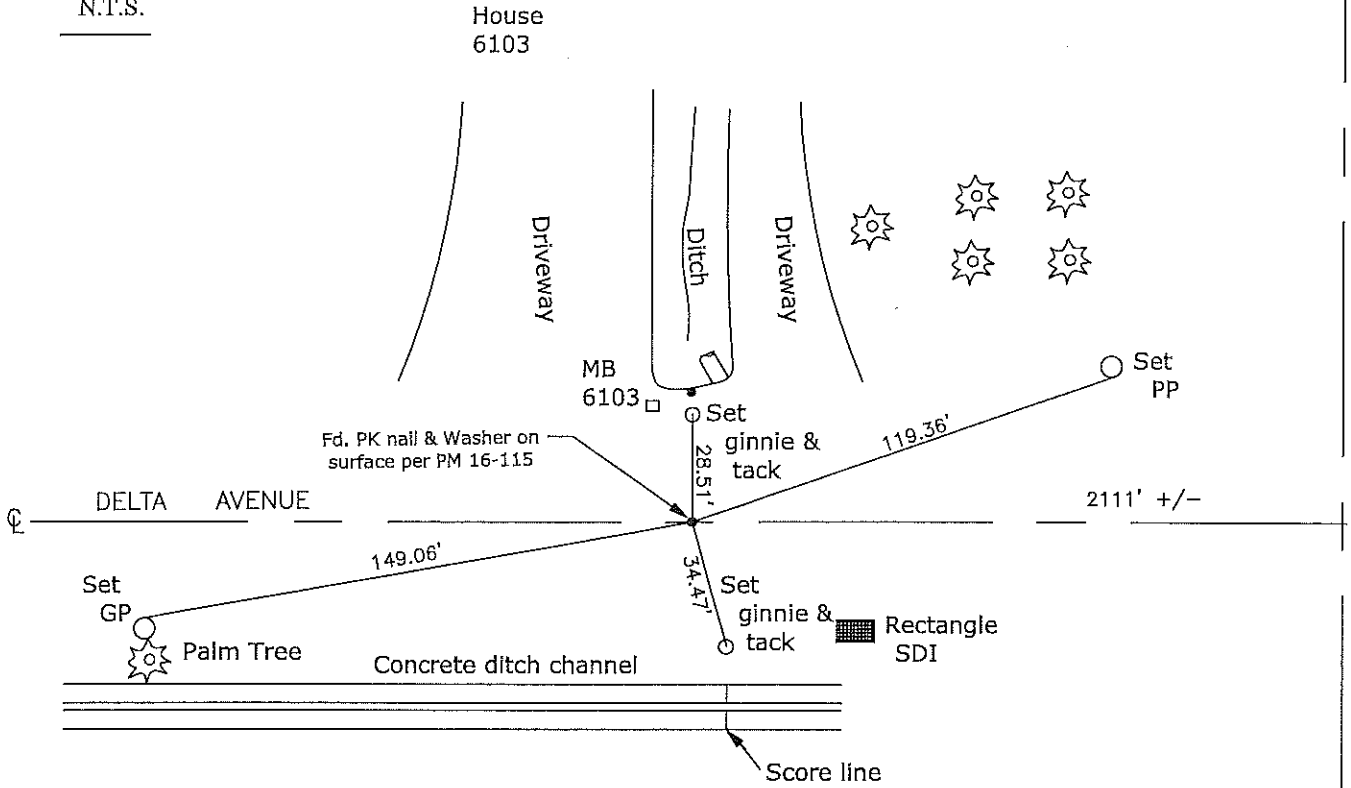 N.T.S.
House
6103
Driveway
Ditch
Driveway
MB
6103
Set
ginnie &
tack
Set
PP
Fd. PK nail & Washer on
surface per PM 16-115
28.51'
119.36'
℄
DELTA AVENUE
2111' +/-
149.06'
34.47'
Set
GP
Set
ginnie &
tack
Palm Tree
Rectangle
SDI
Concrete ditch channel
Score line